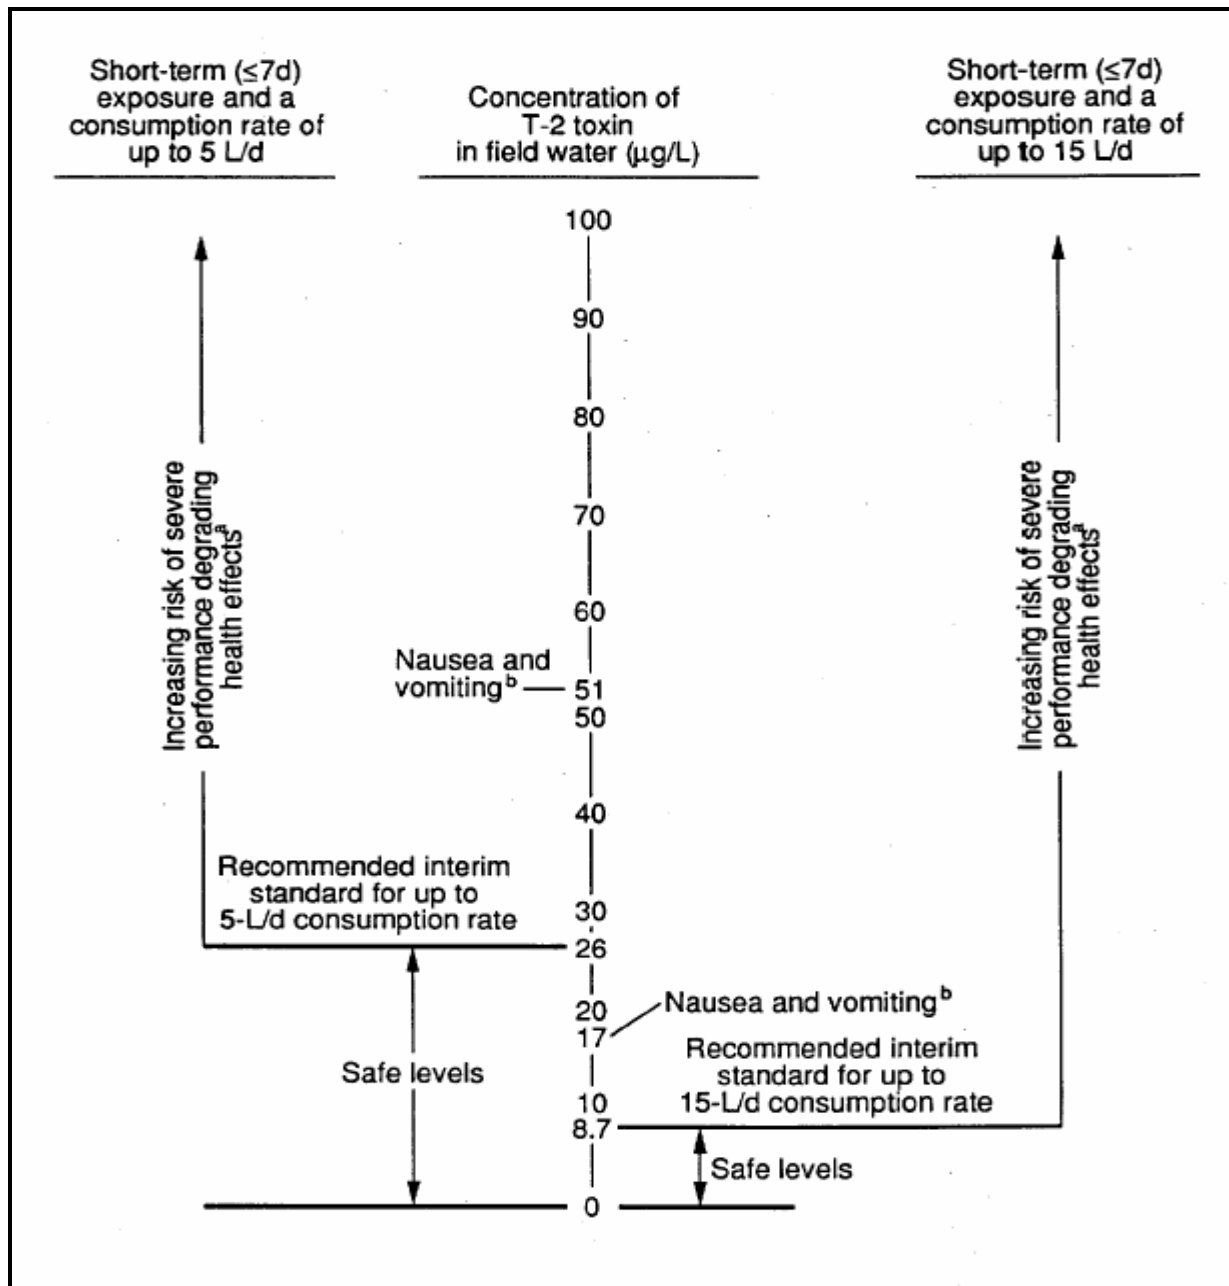 Short-term (≤7d)
exposure and a
consumption rate of
up to 5 L/d
Concentration of
T-2 toxin
in field water (μg/L)
Short-term (≤7d)
exposure and a
consumption rate of
up to 15 L/d
100
90
80
70
60
Nausea and
vomitingᵇ
51
50
40
30
26
20
17
10
8.7
0
Increasing risk of severe
performance degrading
health effectsᵃ
Recommended interim
standard for up to
5-L/d consumption rate
Safe levels
Nausea and vomitingᵇ
Recommended interim
standard for up to
15-L/d consumption rate
Safe levels
Increasing risk of severe
performance degrading
health effectsᵃ